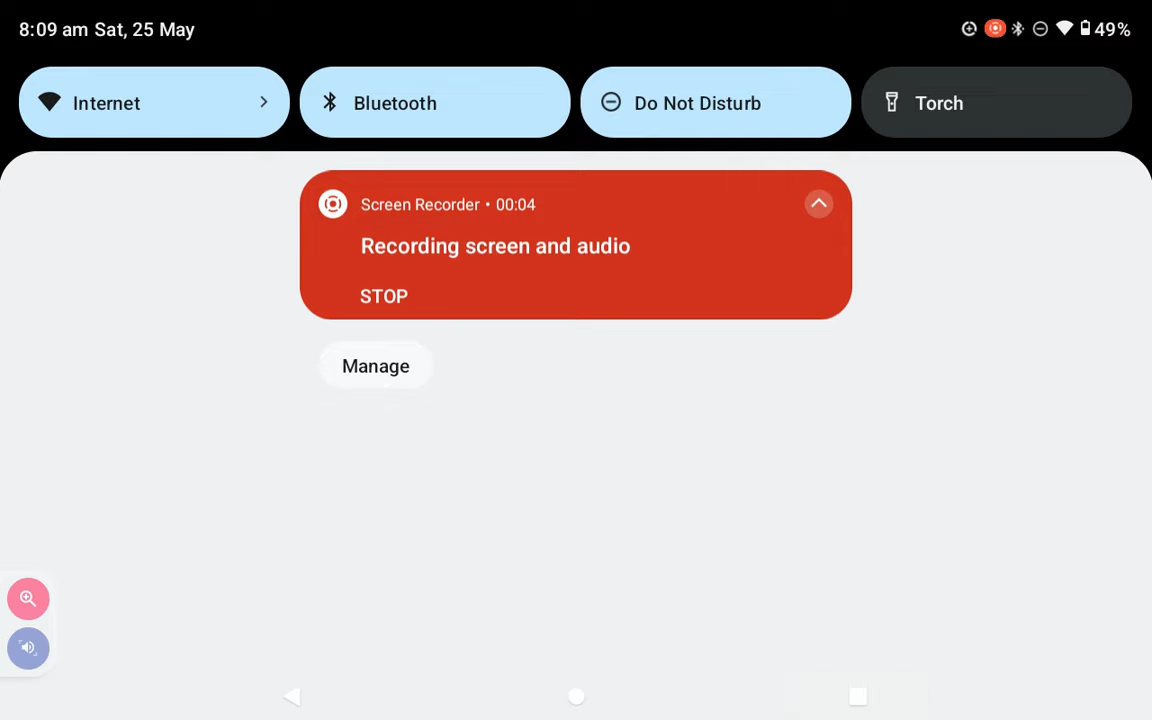 8:09 am Sat, 25 May
49%
Internet
Bluetooth
Do Not Disturb
Torch
Screen Recorder • 00:04
Recording screen and audio
STOP
Manage